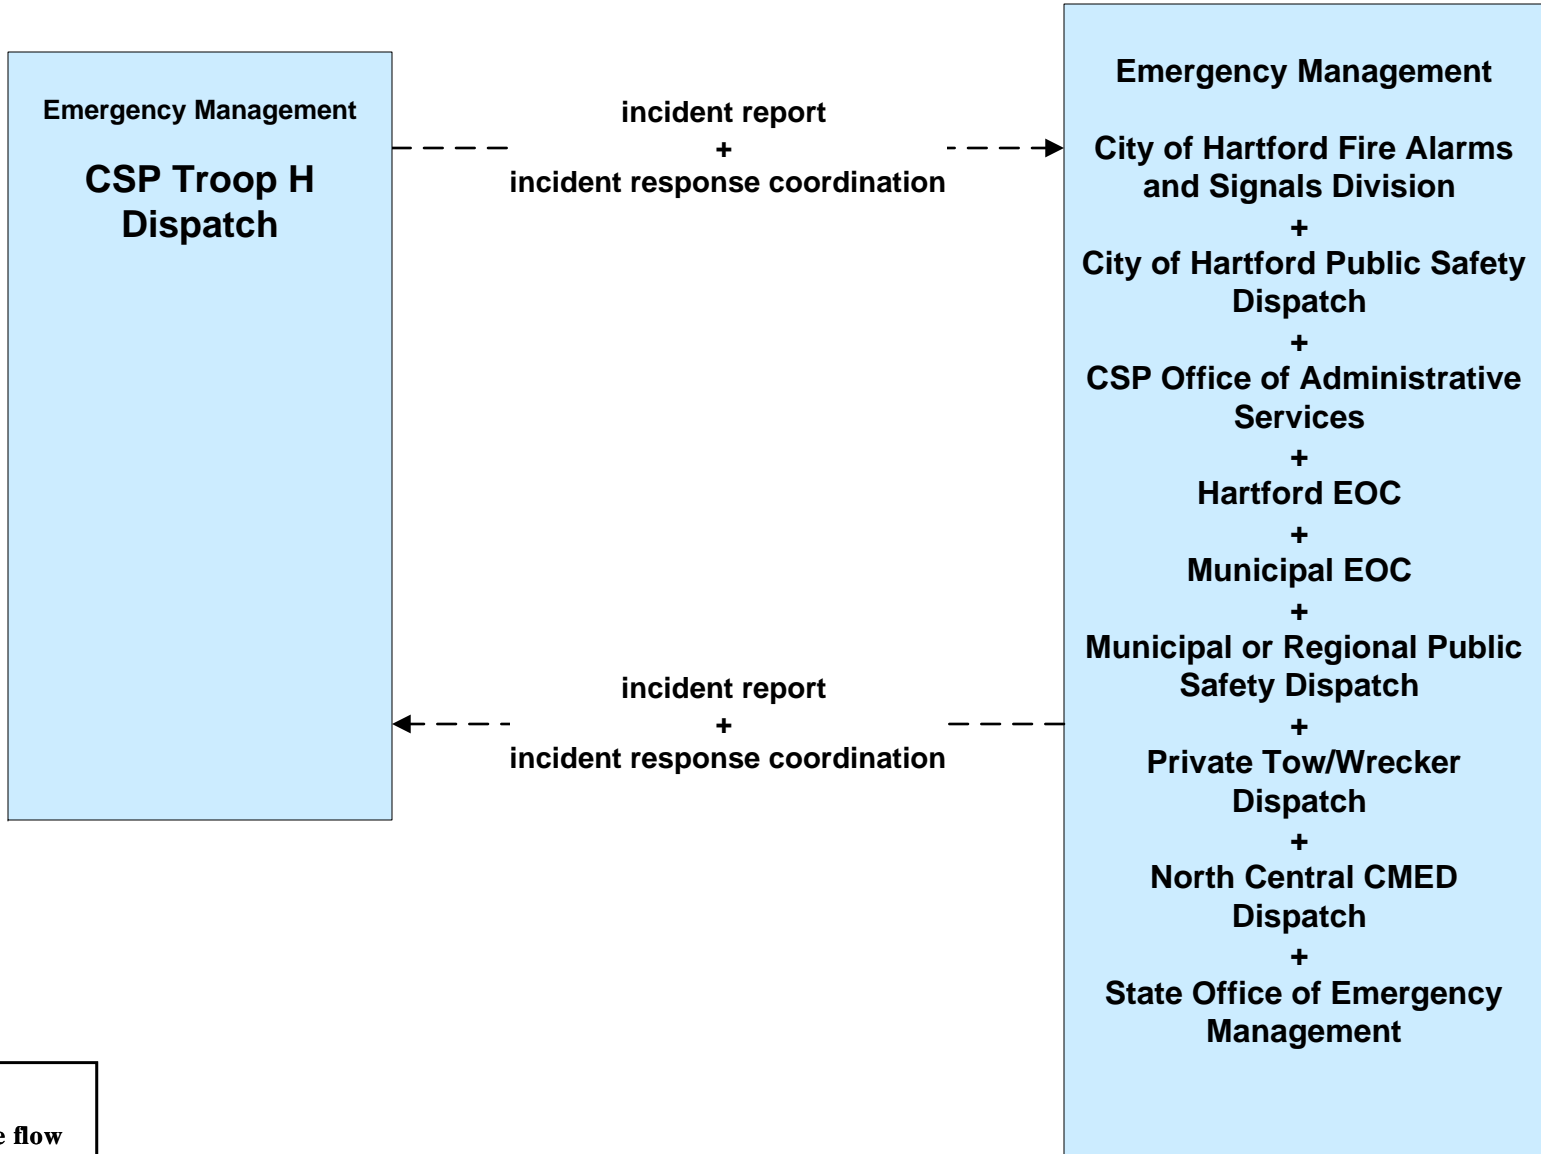 Emergency Management
CSP Troop H
Dispatch
incident report
+
incident response coordination
incident report
+
incident response coordination
Emergency Management
City of Hartford Fire Alarms
and Signals Division
+
City of Hartford Public Safety
Dispatch
+
CSP Office of Administrative
Services
+
Hartford EOC
+
Municipal EOC
+
Municipal or Regional Public
Safety Dispatch
+
Private Tow/Wrecker
Dispatch
+
North Central CMED
Dispatch
+
State Office of Emergency
Management
flow